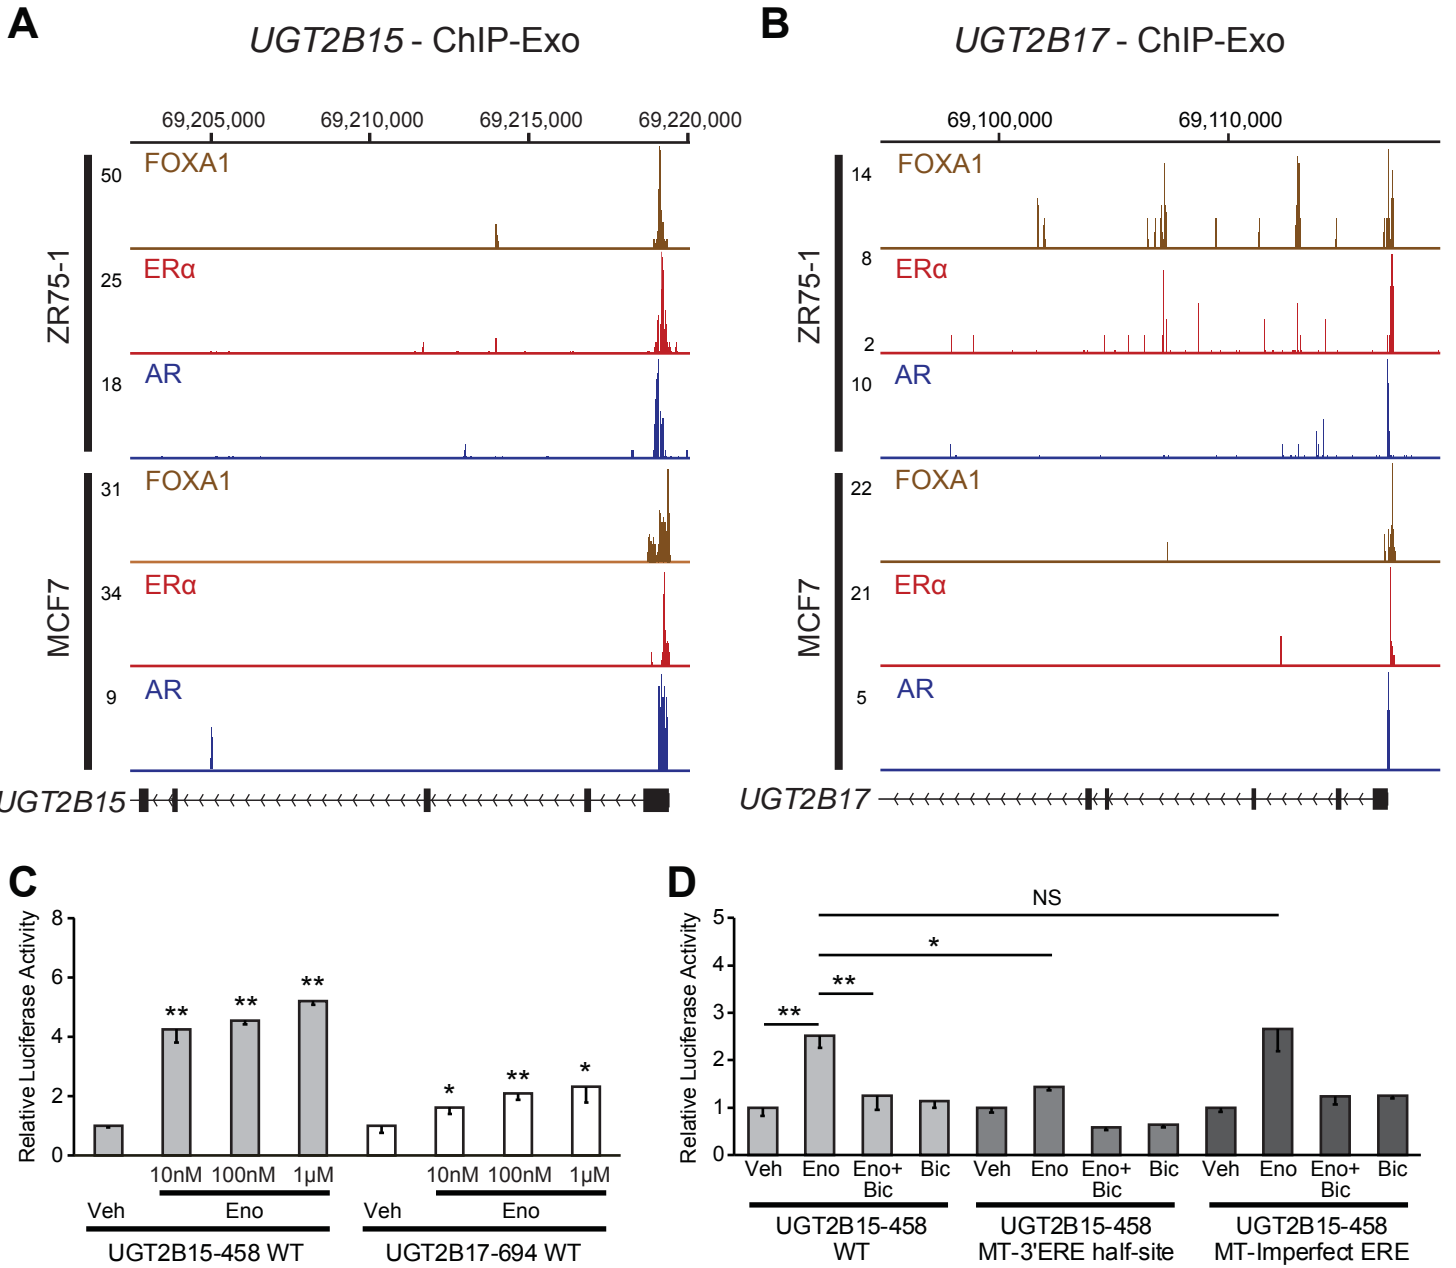 A
UGT2B15 - ChIP-Exo
69,205,000 69,210,000 69,215,000 69,220,000
ZR75-1
50 FOXA1
25 ERα
18 AR
MCF7
31 FOXA1
34 ERα
9 AR
UGT2B15
B
UGT2B17 - ChIP-Exo
69,100,000 69,110,000
ZR75-1
14 FOXA1
8 ERα
2
10 AR
MCF7
22 FOXA1
21 ERα
5 AR
UGT2B17
C
Relative Luciferase Activity
8
6
4
2
0
** ** ** * ** *
10nM 100nM 1µM 10nM 100nM 1µM
Veh Eno Veh Eno
UGT2B15-458 WT UGT2B17-694 WT
D
Relative Luciferase Activity
5
4
3
2
1
0
NS
*
**
**
Veh Eno Eno+ Bic Veh Eno Eno+ Bic Veh Eno Eno+ Bic
Bic Bic Bic
UGT2B15-458 UGT2B15-458 UGT2B15-458
WT MT-3'ERE half-site MT-Imperfect ERE